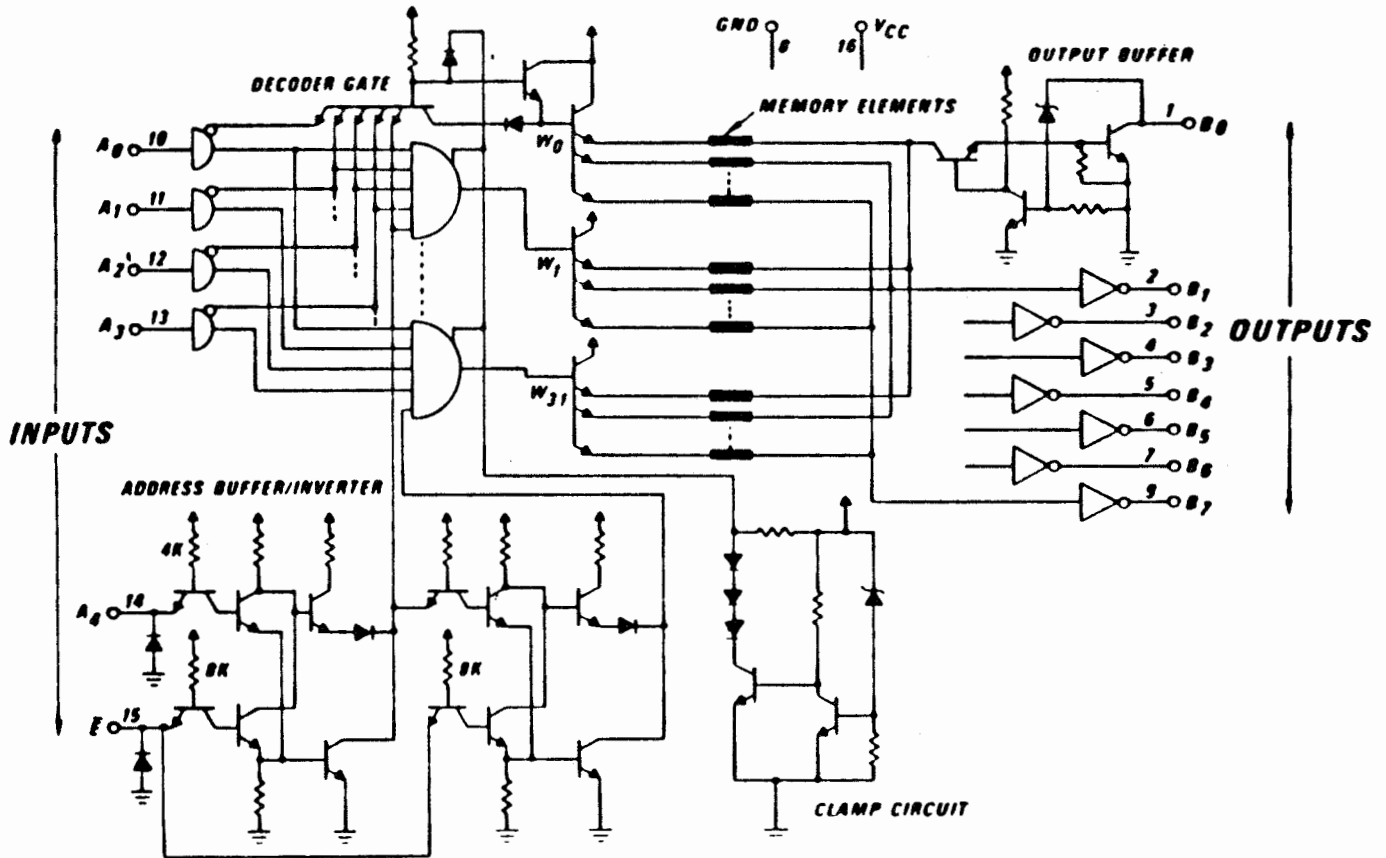 GND
8
16
VCC
OUTPUT BUFFER
DECODER GATE
MEMORY ELEMENTS
1
B0
A0
10
W0
A1
11
A2
12
W1
A3
13
2
B1
3
B2
OUTPUTS
4
B3
W31
5
B4
INPUTS
6
B5
7
B6
ADDRESS BUFFER/INVERTER
9
B7
4K
A4
14
8K
8K
E
15
CLAMP CIRCUIT